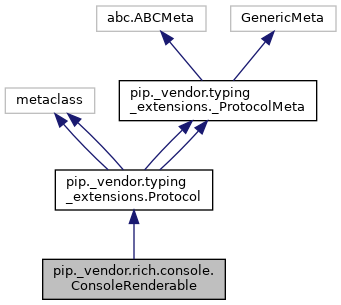 abc.ABCMeta
GenericMeta
metaclass
pip._vendor.typing
_extensions._ProtocolMeta
pip._vendor.typing
_extensions.Protocol
pip._vendor.rich.console.
ConsoleRenderable